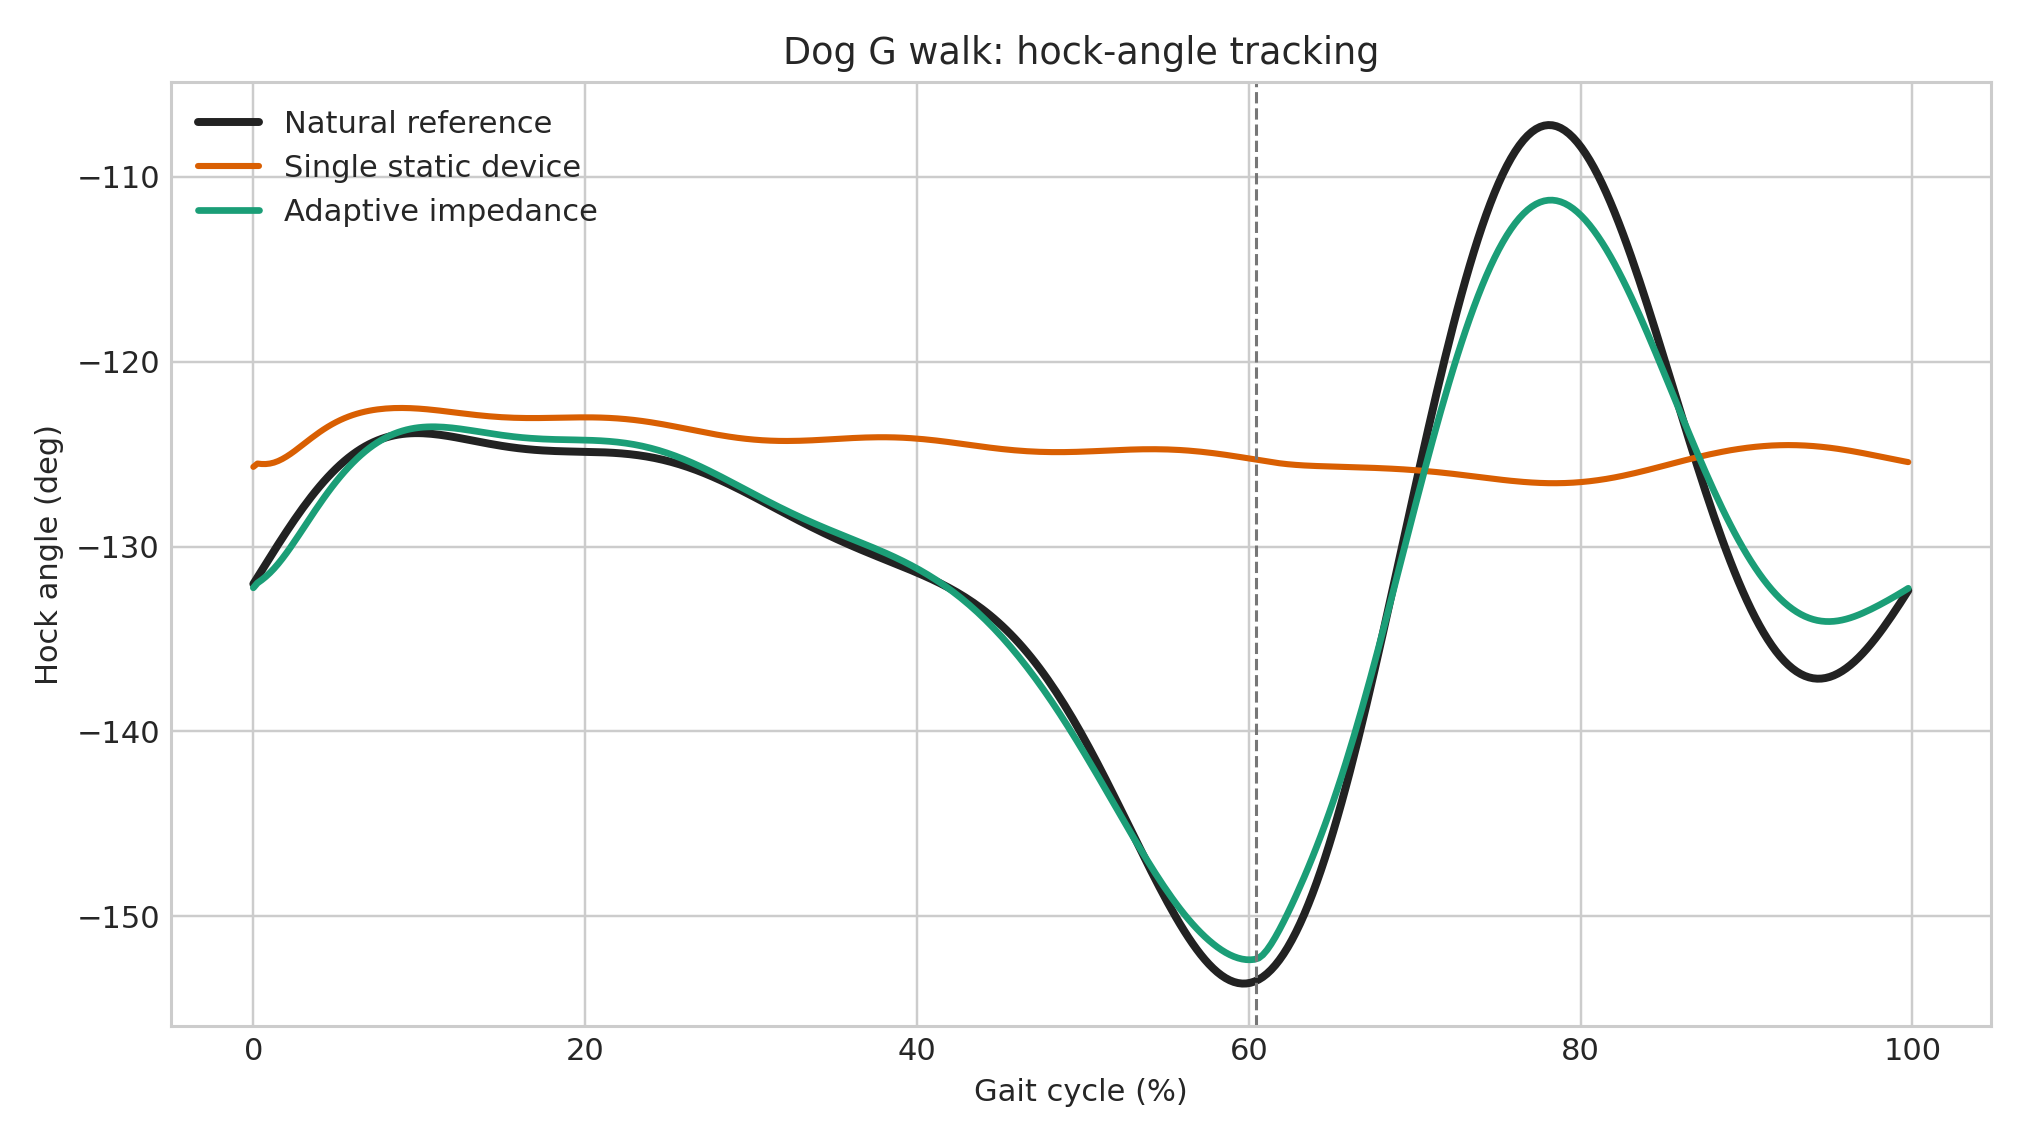 Dog G walk: hock-angle tracking
Natural reference
Single static device
Adaptive impedance
Hock angle (deg)
−110
−120
−130
−140
−150
0 20 40 60 80 100
Gait cycle (%)